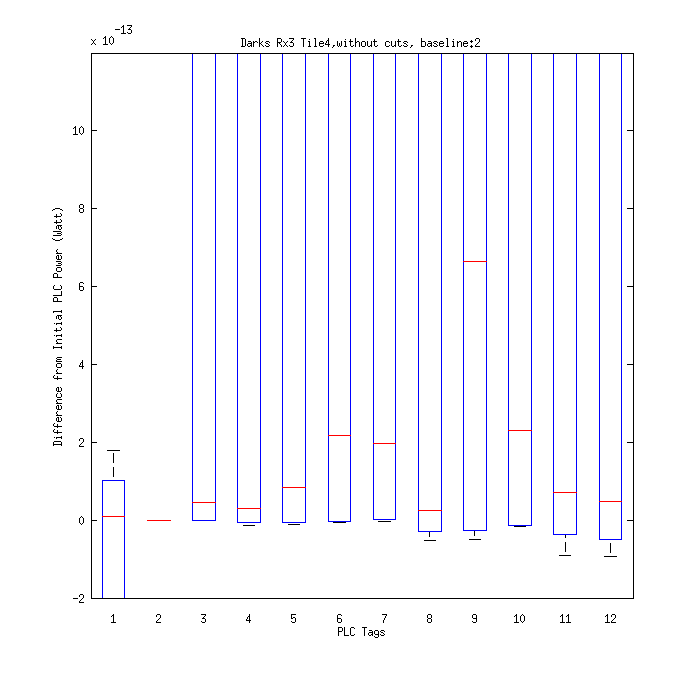 x 10^-13
Darks Rx3 Tile4,without cuts, baseline:2
Difference from Initial PLC Power (Watt)
10
8
6
4
2
0
-2
1 2 3 4 5 6 7 8 9 10 11 12
PLC Tags